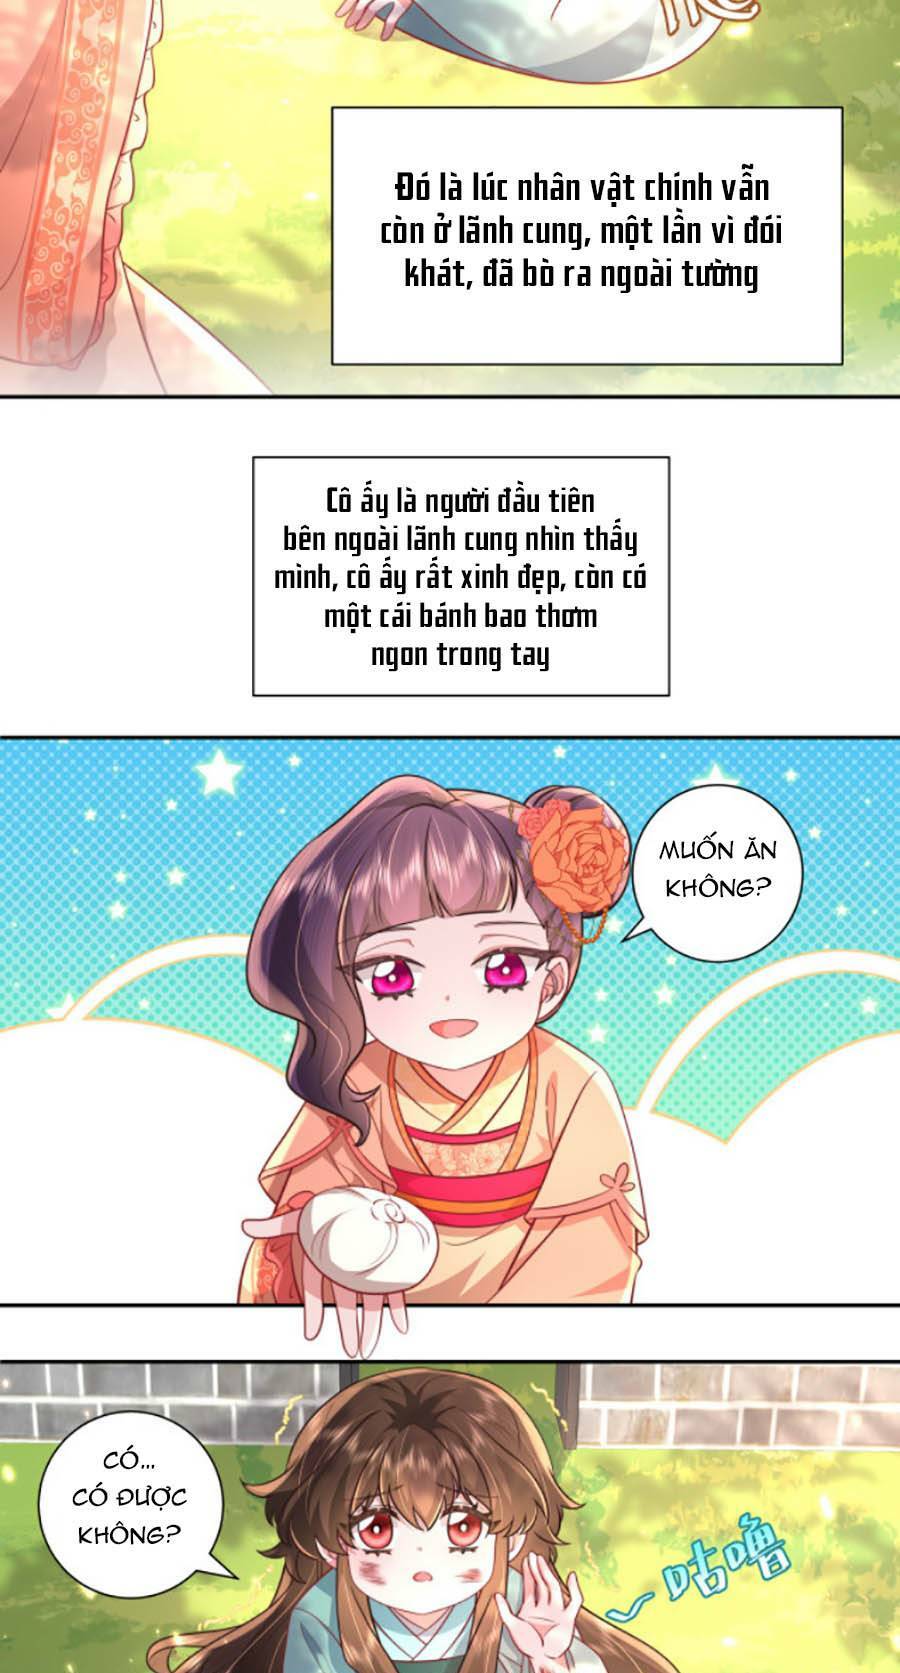 Đó là lúc nhân vật chính vẫn
còn ở lãnh cung, một lần vì đói
khát, đã bò ra ngoài tường
Cô ấy là người đầu tiên
bên ngoài lãnh cung nhìn thấy
mình, cô ấy rất xinh đẹp, còn có
một cái bánh bao thơm
ngon trong tay
MUỐN ĂN
KHÔNG?
CÓ...
CÓ ĐƯỢC
KHÔNG?
咕噜